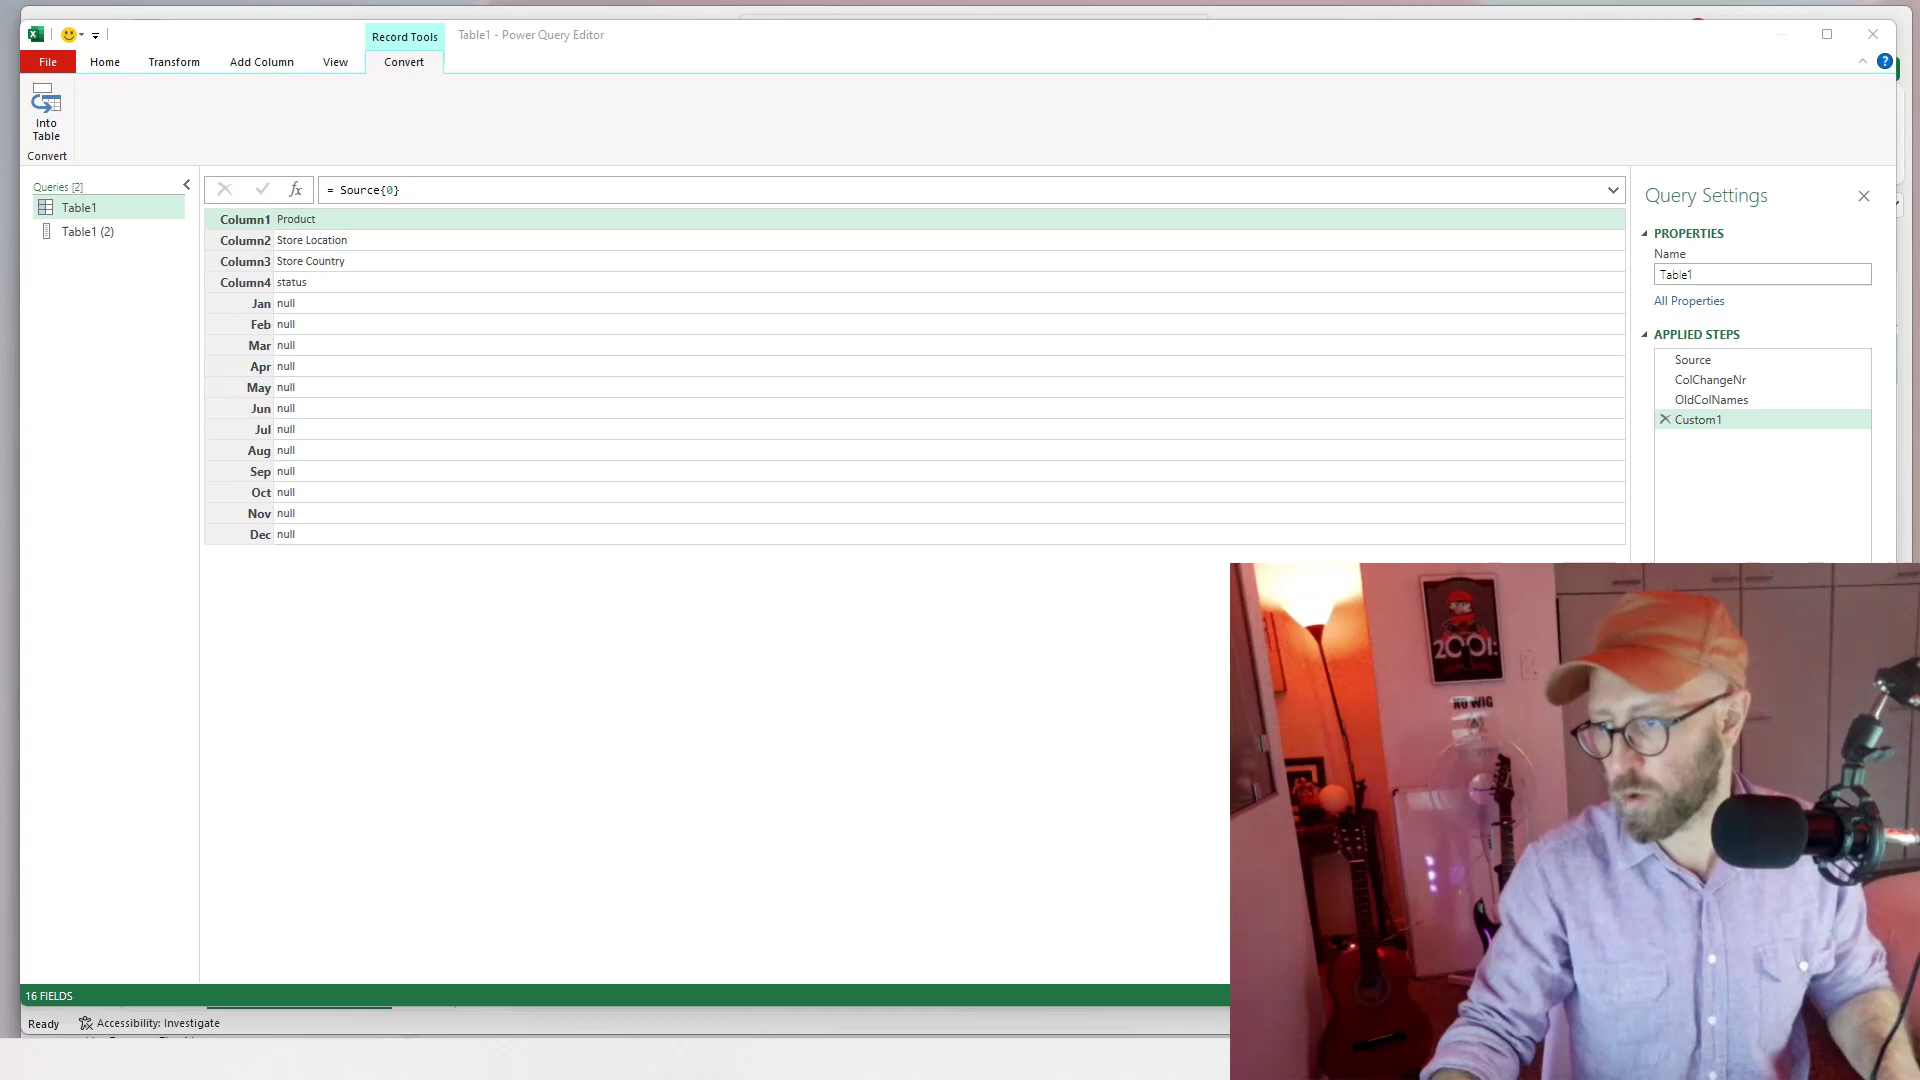 Record Tools
Table1 - Power Query Editor
File
Home
Transform
Add Column
View
Convert
?
Into
Table
Convert
Queries [2]
Table1
Table1 (2)
fx
= Source{0}
Column1 Product
Column2 Store Location
Column3 Store Country
Column4 status
Jan null
Feb null
Mar null
Apr null
May null
Jun null
Jul null
Aug null
Sep null
Oct null
Nov null
Dec null
Query Settings
PROPERTIES
Name
Table1
All Properties
APPLIED STEPS
Source
ColChangeNr
OldColNames
Custom1
2001:
NO WIG
16 FIELDS
Ready
Accessibility: Investigate